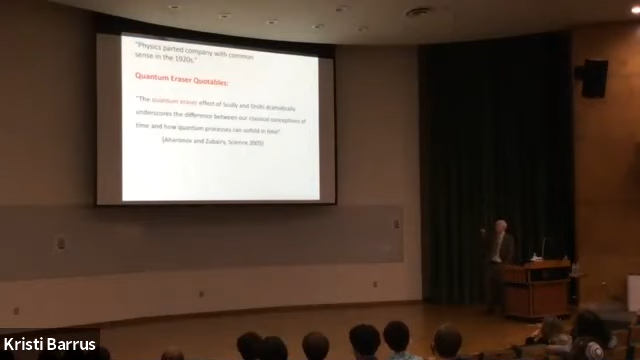 "Physics parted company with common
sense in the 1920s."
Quantum Eraser Quotables:
"The quantum eraser effect of Scully and Drühl dramatically
underscores the difference between our classical conceptions of
time and how quantum processes can unfold in time"
(Aharonov and Zubairy, Science 2005)
Kristi Barrus